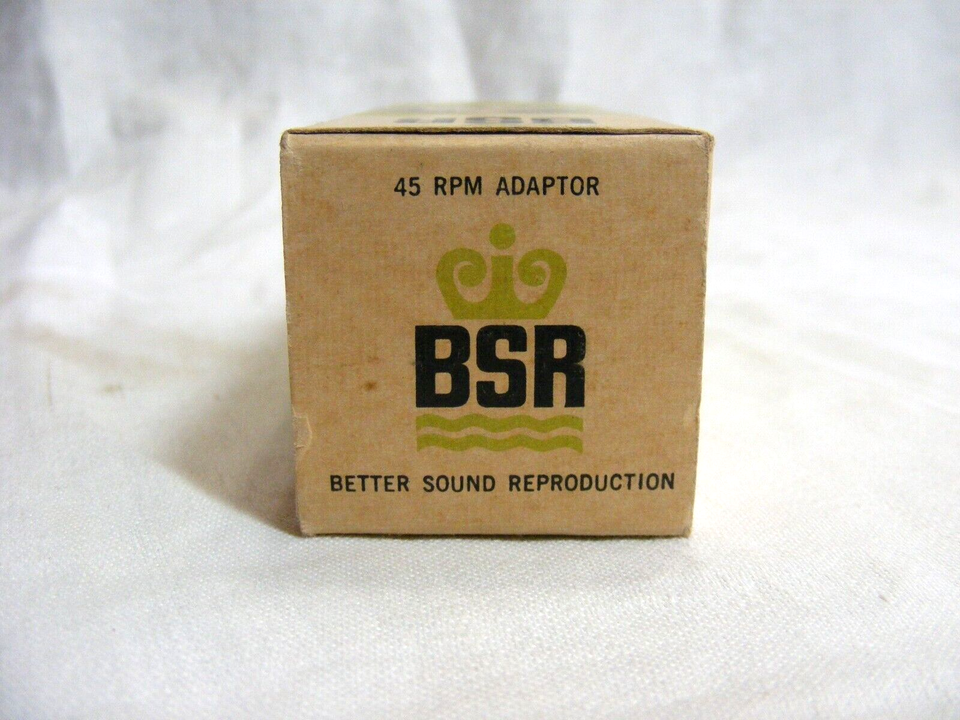 45 RPM ADAPTOR
BSR
BETTER SOUND REPRODUCTION